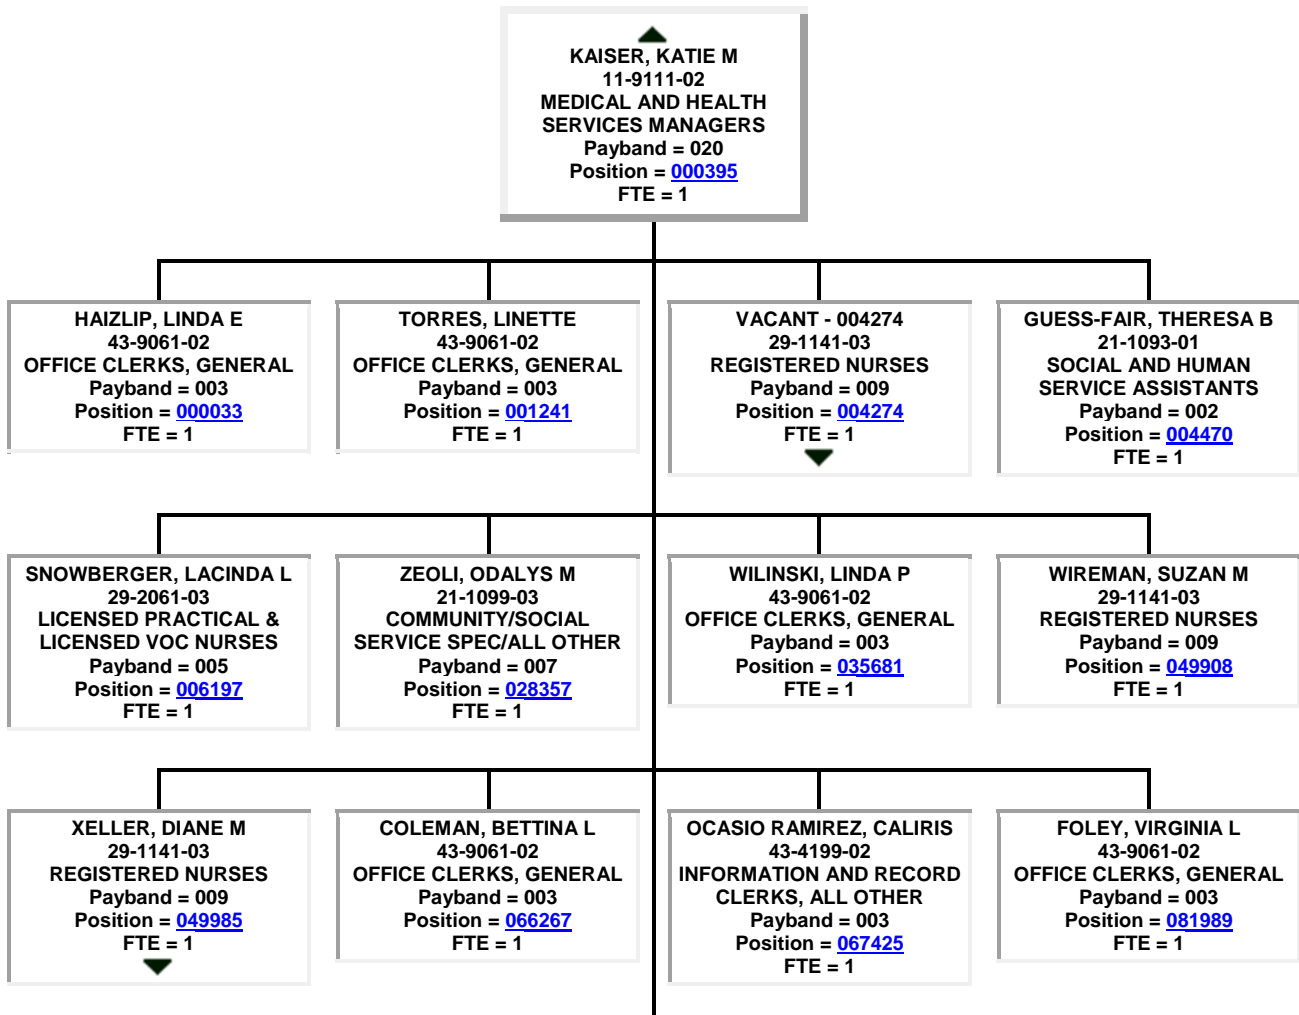 KAISER, KATIE M
11-9111-02
MEDICAL AND HEALTH
SERVICES MANAGERS
Payband = 020
Position = 000395
FTE = 1
HAIZLIP, LINDA E
43-9061-02
OFFICE CLERKS, GENERAL
Payband = 003
Position = 000033
FTE = 1
TORRES, LINETTE
43-9061-02
OFFICE CLERKS, GENERAL
Payband = 003
Position = 001241
FTE = 1
VACANT - 004274
29-1141-03
REGISTERED NURSES
Payband = 009
Position = 004274
FTE = 1
GUESS-FAIR, THERESA B
21-1093-01
SOCIAL AND HUMAN
SERVICE ASSISTANTS
Payband = 002
Position = 004470
FTE = 1
SNOWBERGER, LACINDA L
29-2061-03
LICENSED PRACTICAL &
LICENSED VOC NURSES
Payband = 005
Position = 006197
FTE = 1
ZEOLI, ODALYS M
21-1099-03
COMMUNITY/SOCIAL
SERVICE SPEC/ALL OTHER
Payband = 007
Position = 028357
FTE = 1
WILINSKI, LINDA P
43-9061-02
OFFICE CLERKS, GENERAL
Payband = 003
Position = 035681
FTE = 1
WIREMAN, SUZAN M
29-1141-03
REGISTERED NURSES
Payband = 009
Position = 049908
FTE = 1
XELLER, DIANE M
29-1141-03
REGISTERED NURSES
Payband = 009
Position = 049985
FTE = 1
COLEMAN, BETTINA L
43-9061-02
OFFICE CLERKS, GENERAL
Payband = 003
Position = 066267
FTE = 1
OCASIO RAMIREZ, CALIRIS
43-4199-02
INFORMATION AND RECORD
CLERKS, ALL OTHER
Payband = 003
Position = 067425
FTE = 1
FOLEY, VIRGINIA L
43-9061-02
OFFICE CLERKS, GENERAL
Payband = 003
Position = 081989
FTE = 1